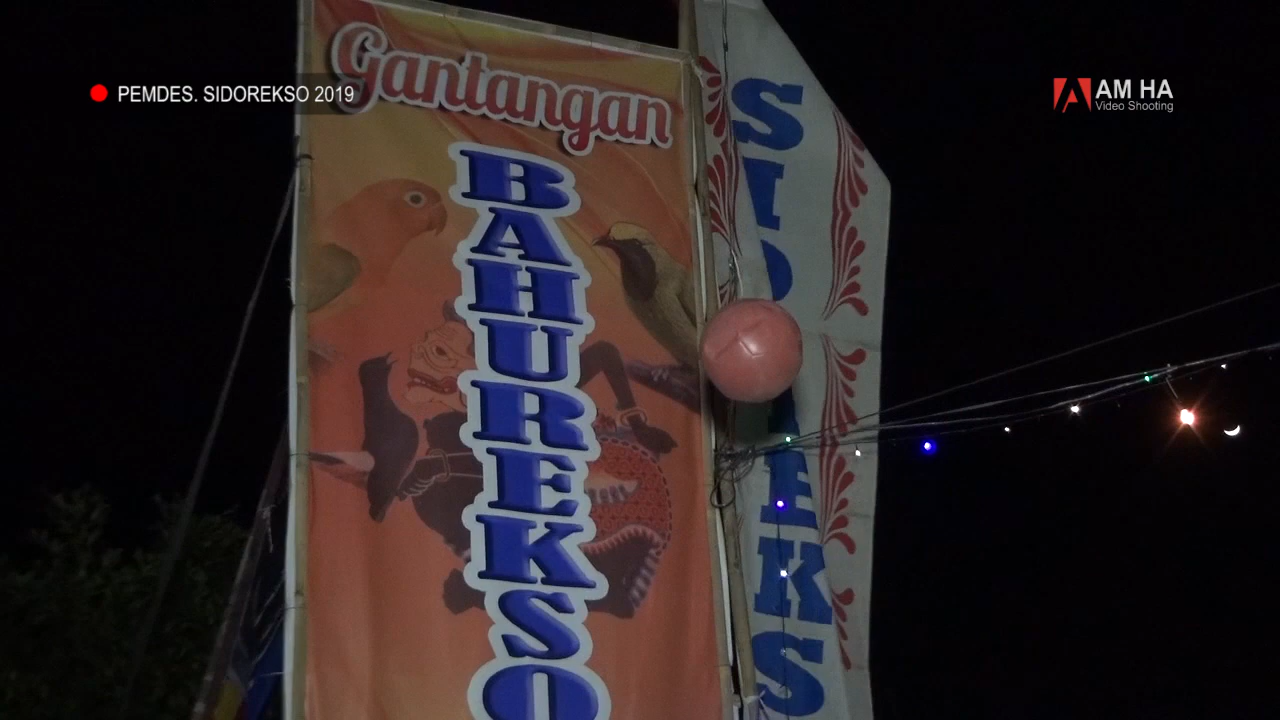 PEMDES. SIDOREKSO 2019
AM HA
Video Shooting
Gantangan
BAHUREKSO